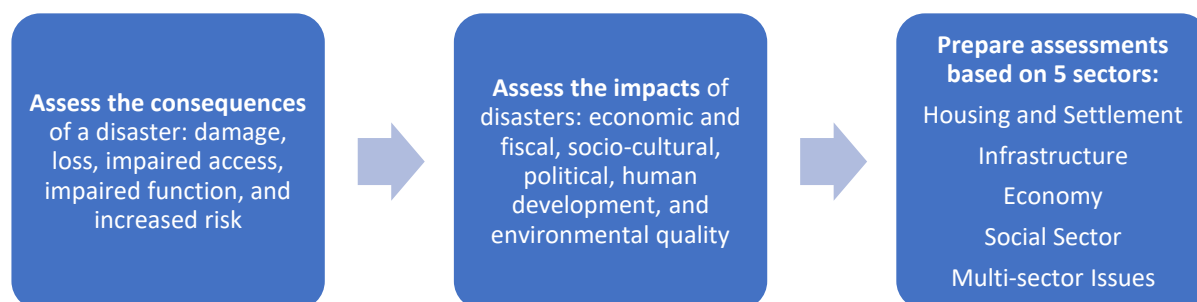 Assess the consequences
of a disaster: damage,
loss, impaired access,
impaired function, and
increased risk
Assess the impacts of
disasters: economic and
fiscal, socio-cultural,
political, human
development, and
environmental quality
Prepare assessments
based on 5 sectors:
Housing and Settlement
Infrastructure
Economy
Social Sector
Multi-sector Issues